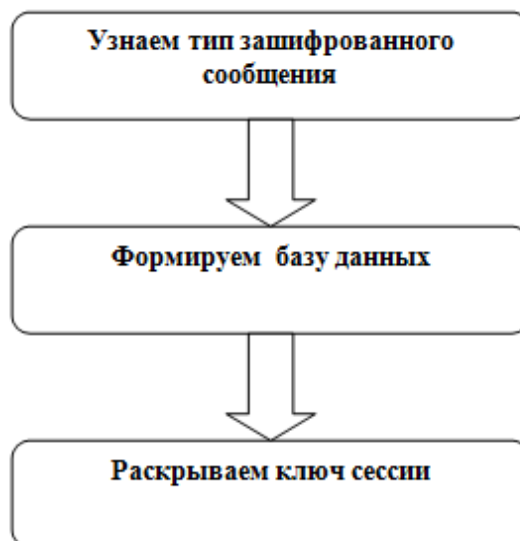 Узнаем тип зашифрованного
сообщения
Формируем базу данных
Раскрываем ключ сессии